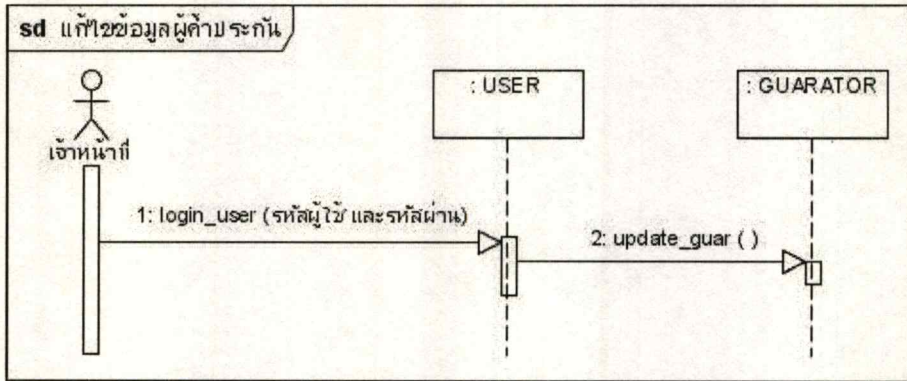 sd แก้ไขข้อมูลผู้ค้ำประกัน
: USER
: GUARATOR
เจ้าหน้าที่
1: login_user (รหัสผู้ใช้ และรหัสผ่าน)
2: update_guar ( )